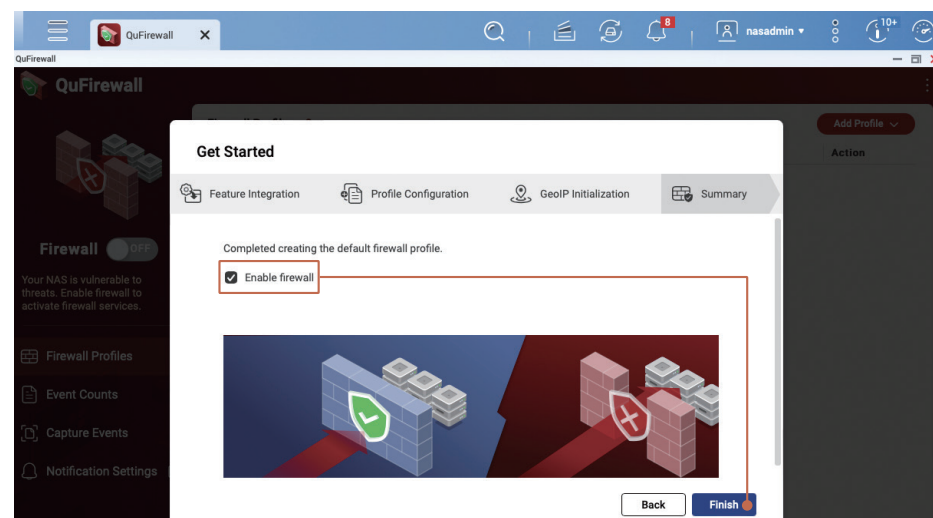 QuFirewall
8
nasadmin
10+
QuFirewall
QuFirewall
Add Profile
Get Started
Action
Feature Integration
Profile Configuration
GeoIP Initialization
Summary
Completed creating the default firewall profile.
Firewall OFF
Enable firewall
Your NAS is vulnerable to
threats. Enable firewall to
activate firewall services.
Firewall Profiles
Event Counts
Capture Events
Notification Settings
Back
Finish